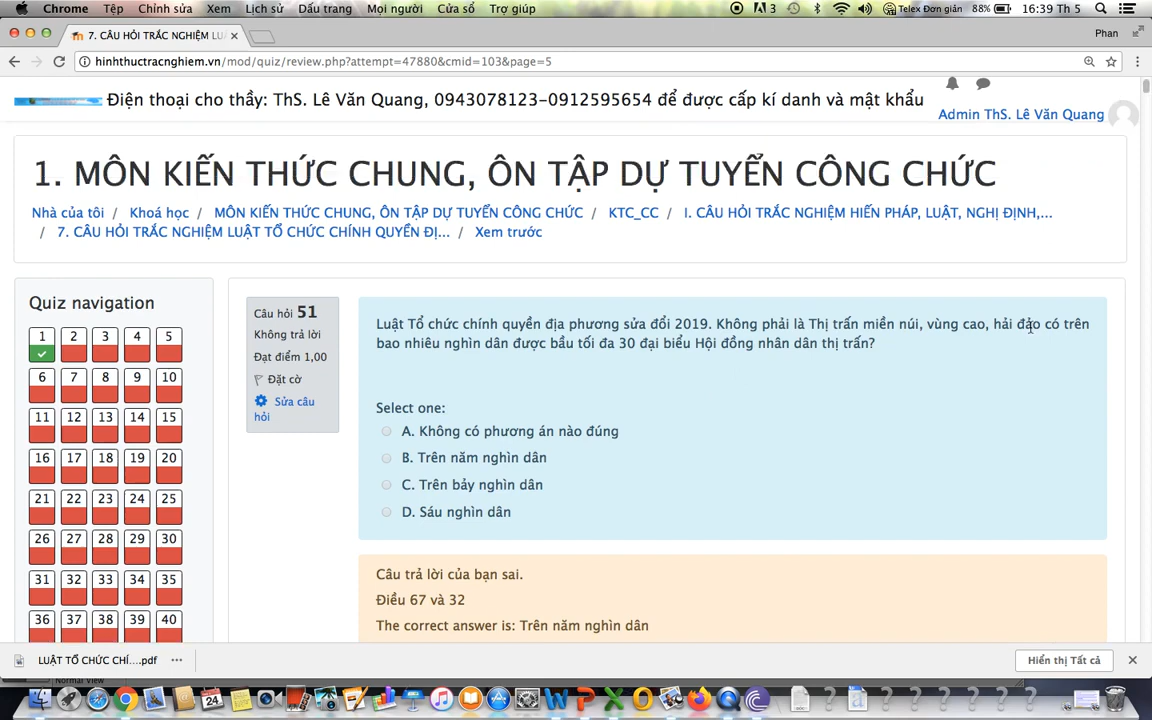 Chrome Tệp Chỉnh sửa Xem Lịch sử Dấu trang Mọi người Cửa sổ Trợ giúp 3 Telex Đơn giản 88% 16:39 Th 5
7. CÂU HỎI TRẮC NGHIỆM LU Phan
hinhthuctracnghiem.vn/mod/quiz/review.php?attempt=47880&cmid=103&page=5
Điện thoại cho thầy: ThS. Lê Văn Quang, 0943078123-0912595654 để được cấp kí danh và mật khẩu
Admin ThS. Lê Văn Quang
1. MÔN KIẾN THỨC CHUNG, ÔN TẬP DỰ TUYỂN CÔNG CHỨC
Nhà của tôi / Khoá học / MÔN KIẾN THỨC CHUNG, ÔN TẬP DỰ TUYỂN CÔNG CHỨC / KTC_CC / I. CÂU HỎI TRẮC NGHIỆM HIẾN PHÁP, LUẬT, NGHỊ ĐỊNH,...
/ 7. CÂU HỎI TRẮC NGHIỆM LUẬT TỔ CHỨC CHÍNH QUYỀN ĐỊ... / Xem trước
Quiz navigation
1 2 3 4 5
6 7 8 9 10
11 12 13 14 15
16 17 18 19 20
21 22 23 24 25
26 27 28 29 30
31 32 33 34 35
36 37 38 39 40
Câu hỏi 51
Không trả lời
Đạt điểm 1,00
Đặt cờ
Sửa câu
hỏi
Luật Tổ chức chính quyền địa phương sửa đổi 2019. Không phải là Thị trấn miền núi, vùng cao, hải đảo có trên
bao nhiêu nghìn dân được bầu tối đa 30 đại biểu Hội đồng nhân dân thị trấn?
Select one:
A. Không có phương án nào đúng
B. Trên năm nghìn dân
C. Trên bảy nghìn dân
D. Sáu nghìn dân
Câu trả lời của bạn sai.
Điều 67 và 32
The correct answer is: Trên năm nghìn dân
LUẬT TỔ CHỨC CHÍ....pdf Hiển thị Tất cả
Normal View
24